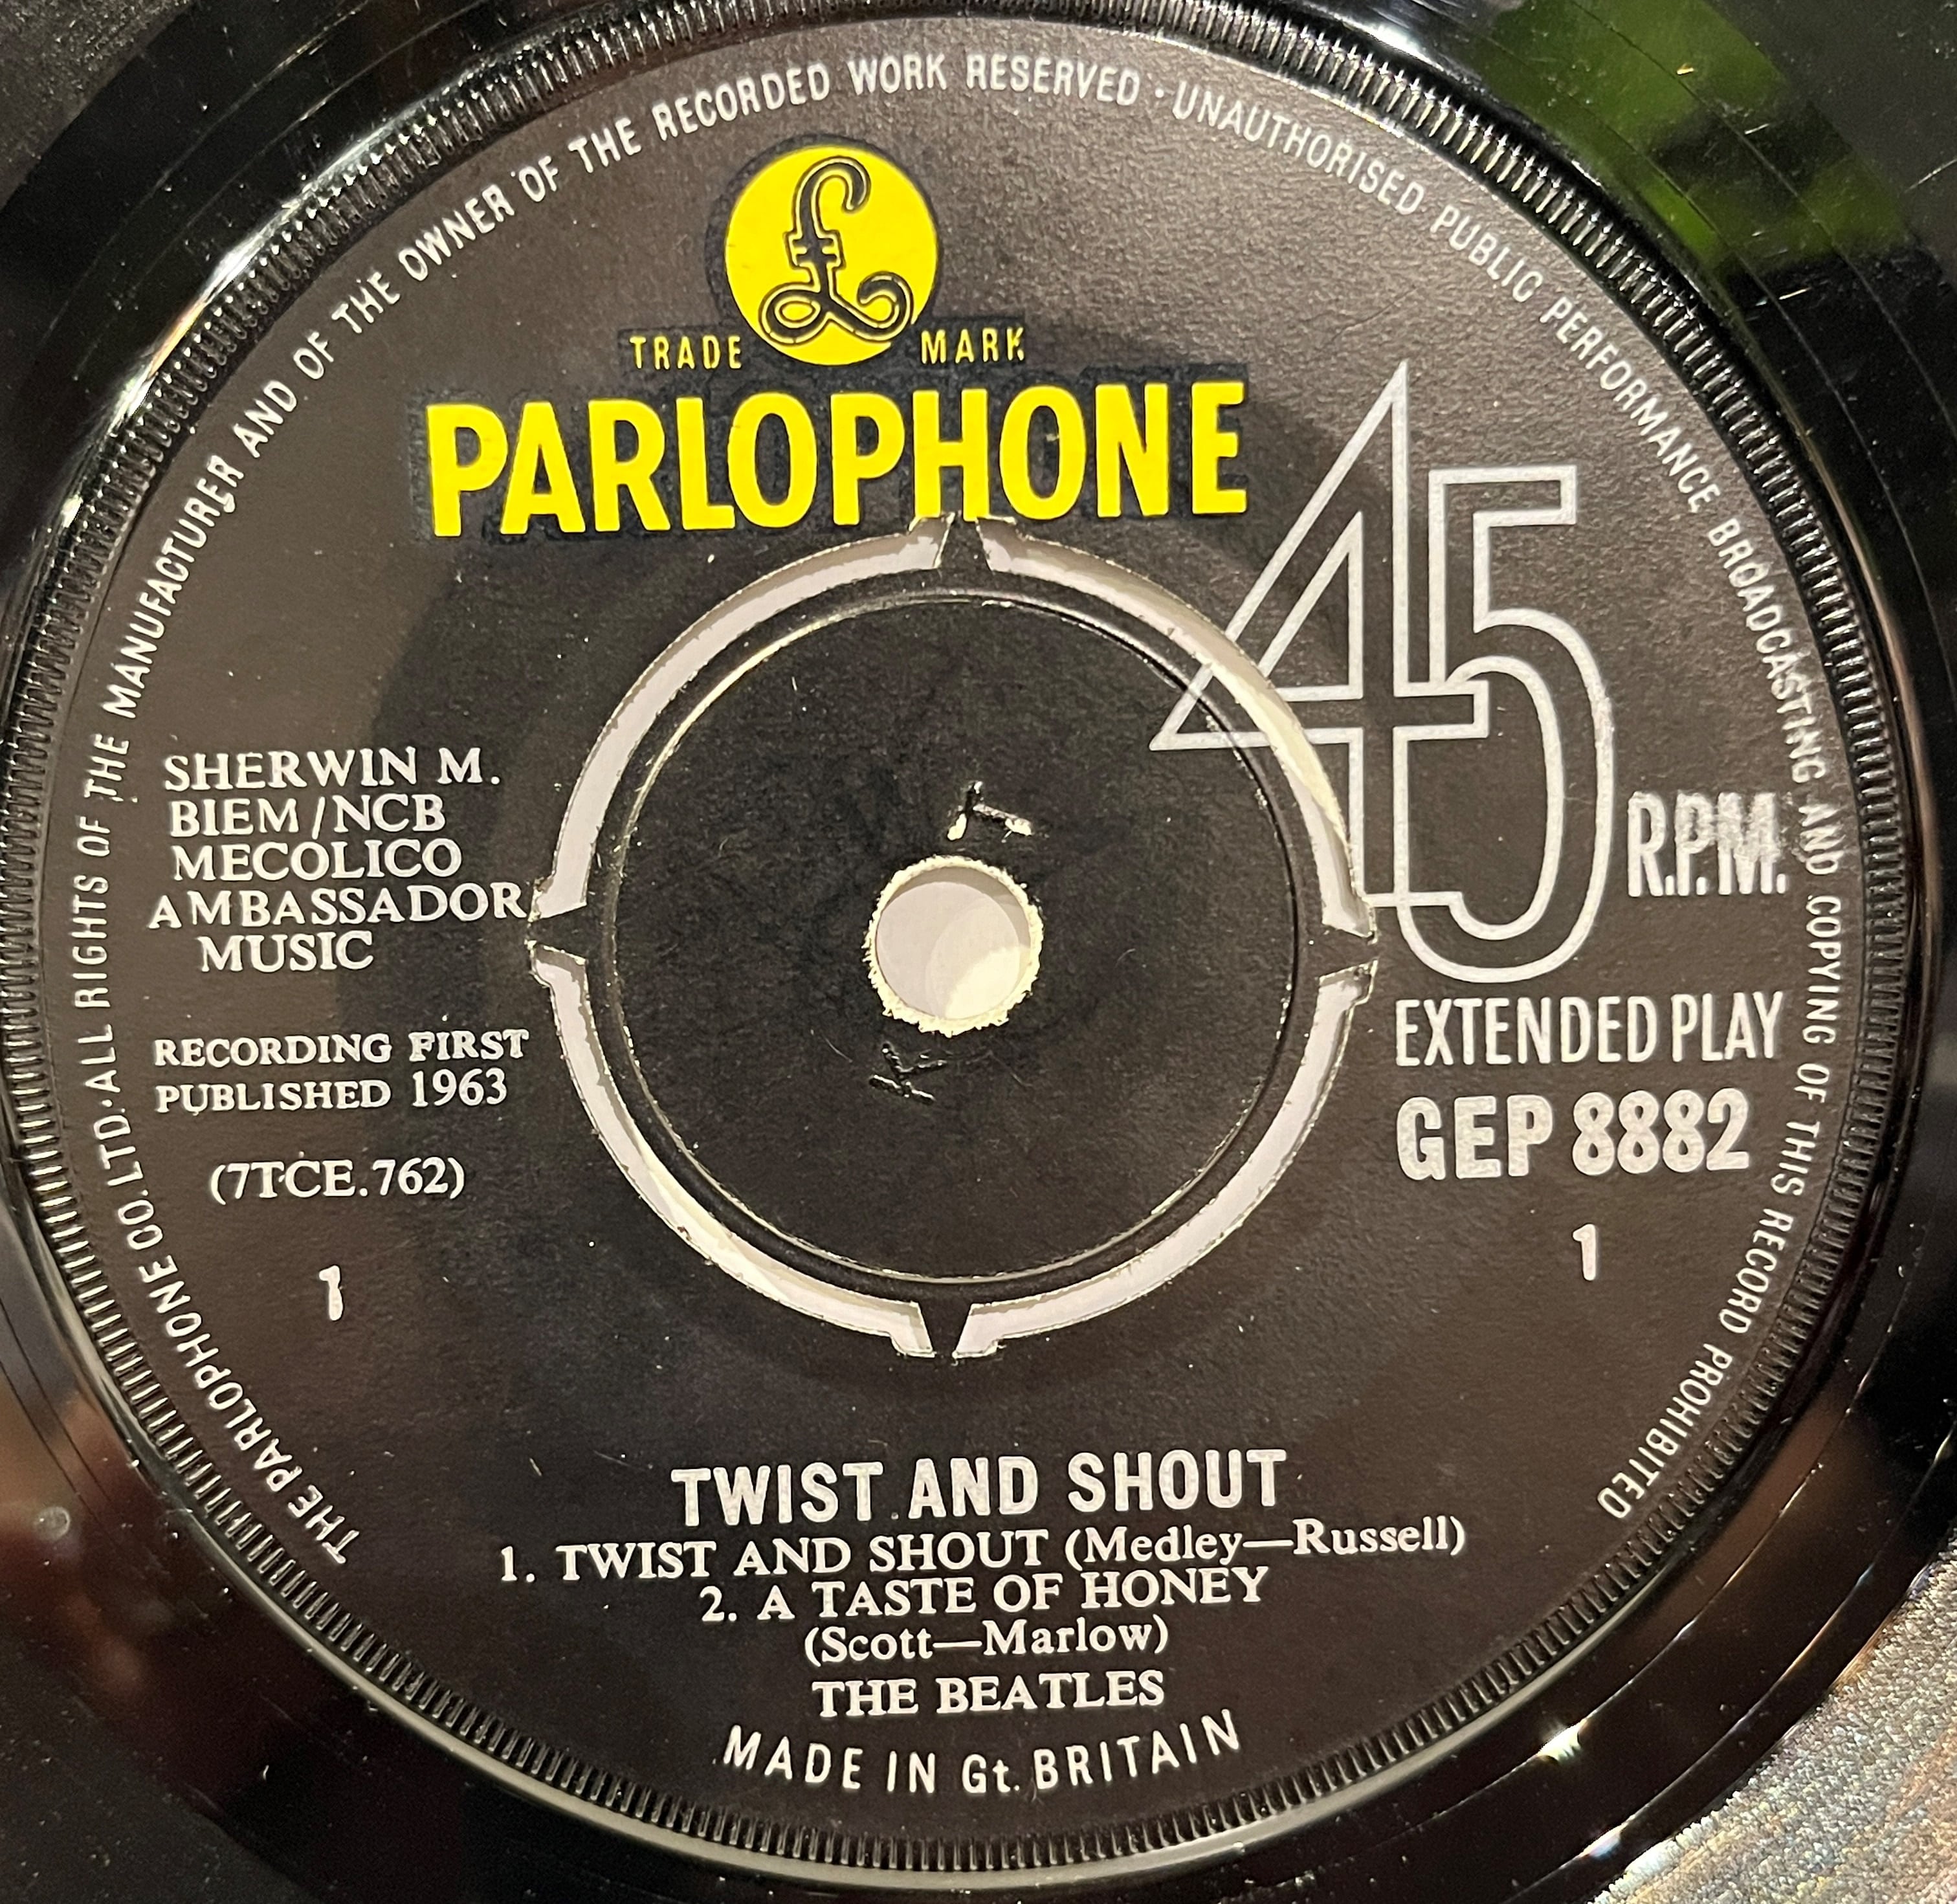 THE PARLOPHONE CO. LTD. · ALL RIGHTS OF THE MANUFACTURER AND OF THE OWNER OF THE RECORDED WORK RESERVED · UNAUTHORISED PUBLIC PERFORMANCE BROADCASTING AND COPYING OF THIS RECORD PROHIBITED
£
TRADE MARK
PARLOPHONE
45
R.P.M.
SHERWIN M.
BIEM/NCB
MECOLICO
AMBASSADOR
MUSIC
RECORDING FIRST
PUBLISHED 1963
(7TCE.762)
1
EXTENDED PLAY
GEP 8882
1
T
K
TWIST AND SHOUT
1. TWIST AND SHOUT (Medley—Russell)
2. A TASTE OF HONEY
(Scott—Marlow)
THE BEATLES
MADE IN Gt. BRITAIN